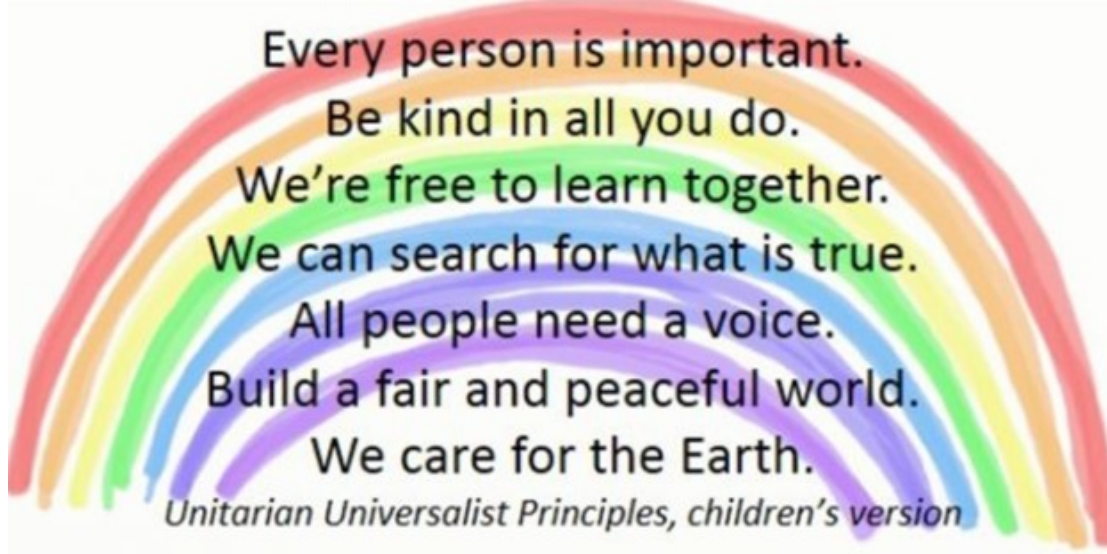 Every person is important.
Be kind in all you do.
We're free to learn together.
We can search for what is true.
All people need a voice.
Build a fair and peaceful world.
We care for the Earth.
Unitarian Universalist Principles, children's version